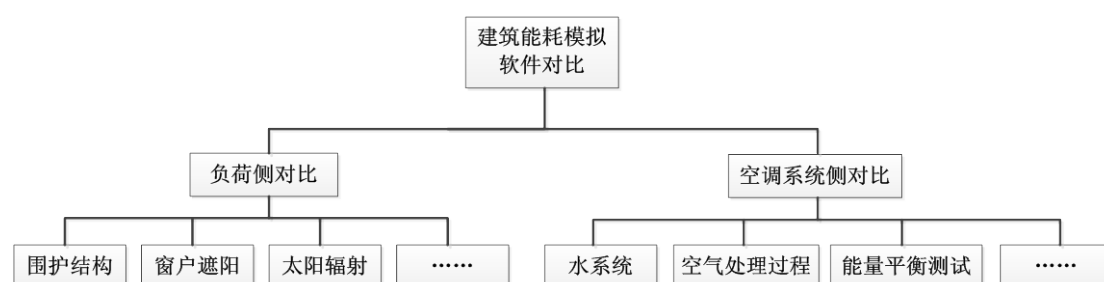 建筑能耗模拟
软件对比
负荷侧对比
空调系统侧对比
围护结构
窗户遮阳
太阳辐射
……
水系统
空气处理过程
能量平衡测试
……